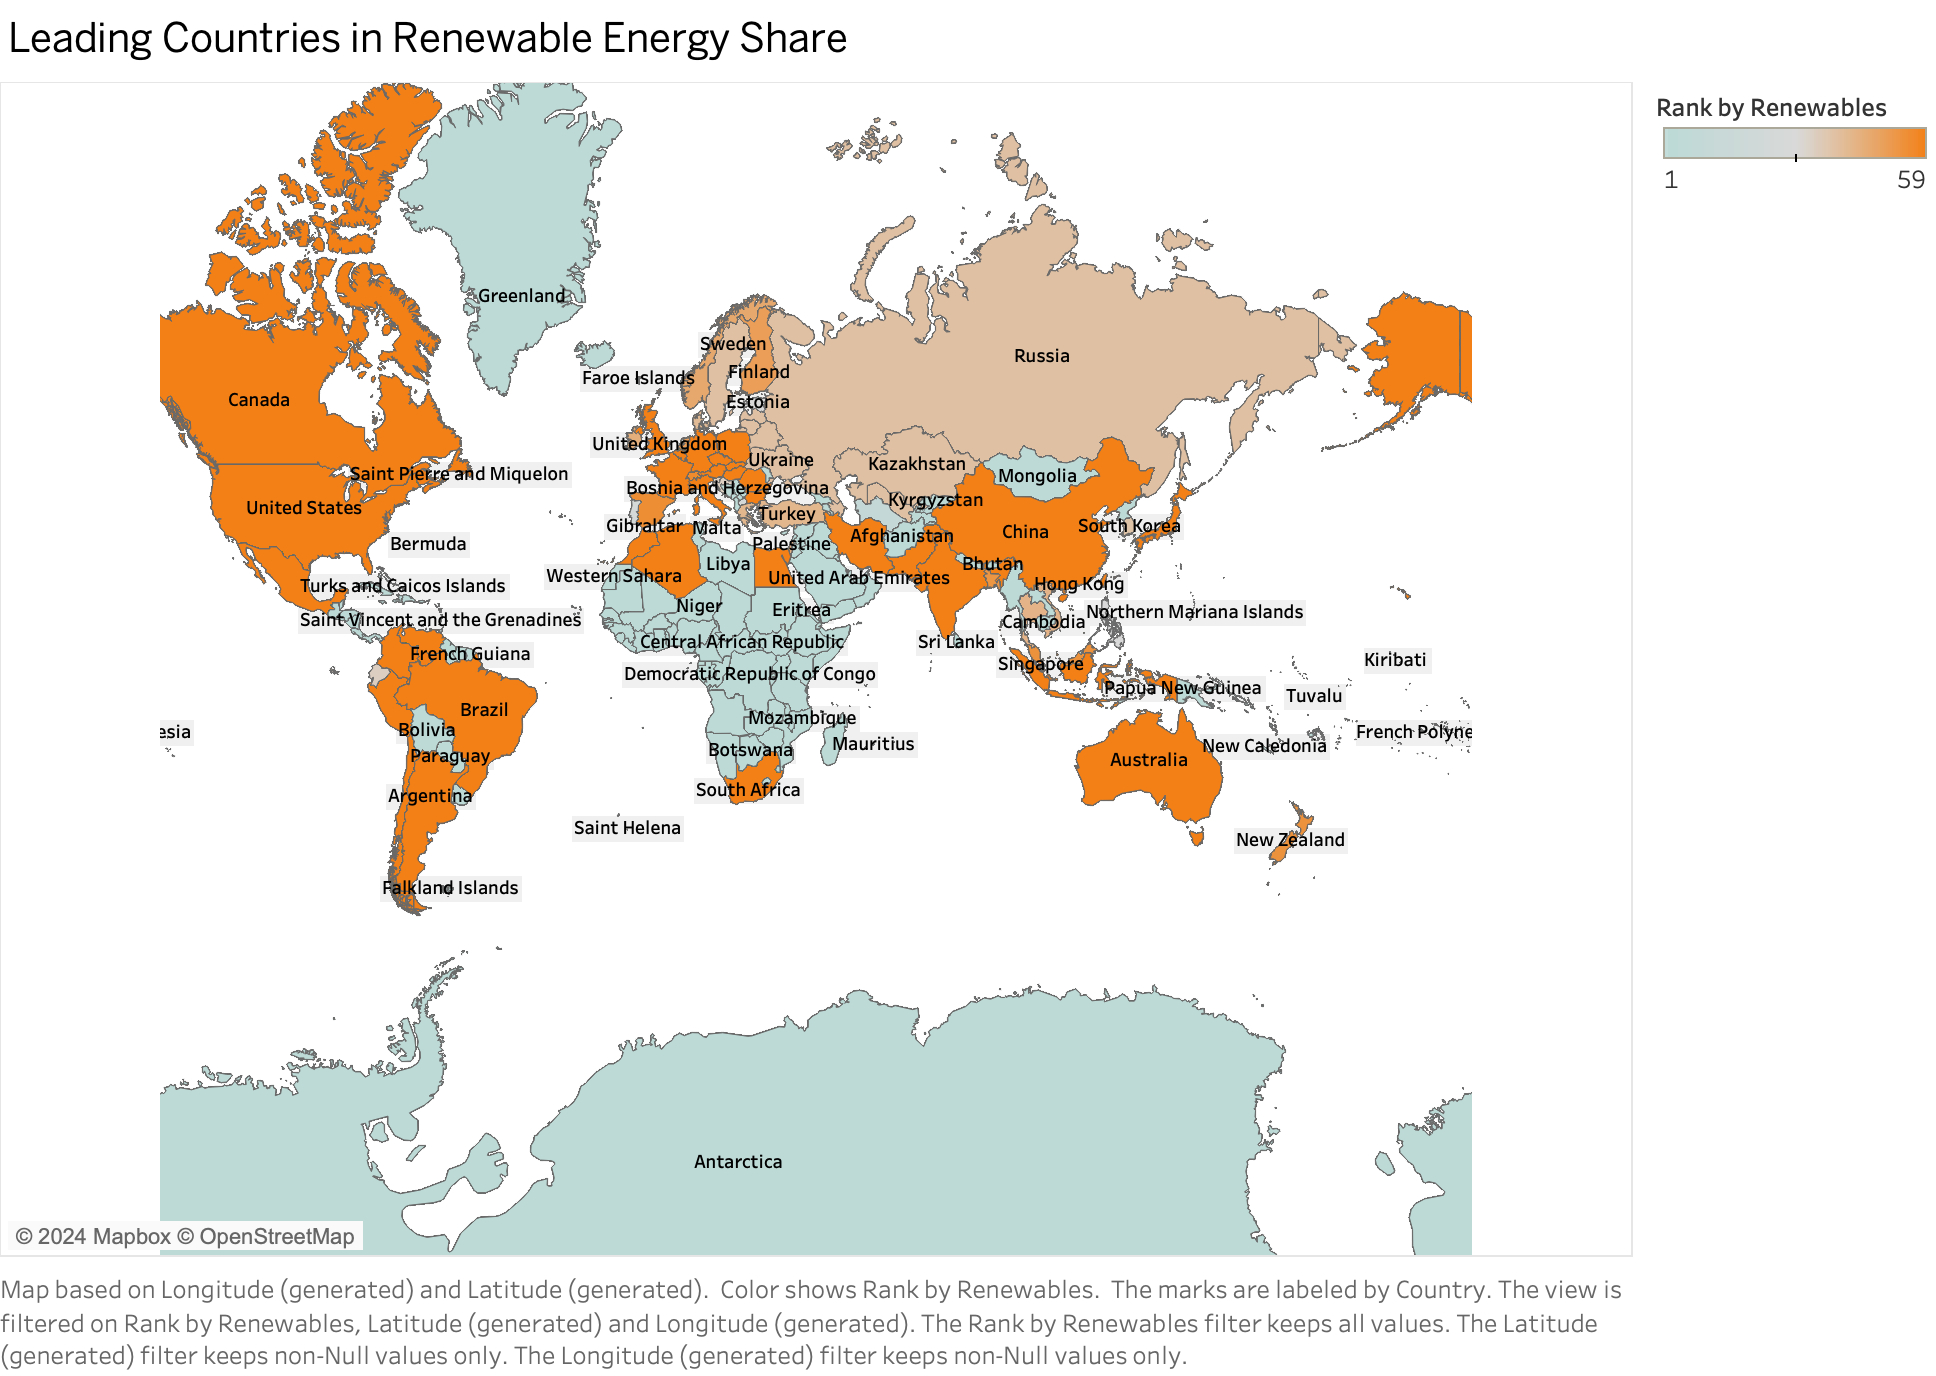 Leading Countries in Renewable Energy Share
Rank by Renewables
1 59
Greenland
Sweden
Russia
Finland
Faroe Islands
Canada
Estonia
United Kingdom
Ukraine
Kazakhstan
Saint Pierre and Miquelon
Mongolia
Bosnia and Herzegovina
Kyrgyzstan
United States
Turkey
Gibraltar
Malta
South Korea
China
Afghanistan
Bermuda
Palestine
Libya
Bhutan
Western Sahara
United Arab Emirates
Turks and Caicos Islands
Hong Kong
Niger
Eritrea
Northern Mariana Islands
Saint Vincent and the Grenadines
Cambodia
Central African Republic
Sri Lanka
French Guiana
Kiribati
Singapore
Democratic Republic of Congo
Papua New Guinea
Tuvalu
Brazil
Mozambique
esia
Bolivia
French Polyne
Mauritius
New Caledonia
Botswana
Paraguay
Australia
South Africa
Argentina
Saint Helena
New Zealand
Falkland Islands
Antarctica
© 2024 Mapbox © OpenStreetMap
Map based on Longitude (generated) and Latitude (generated). Color shows Rank by Renewables. The marks are labeled by Country. The view is
filtered on Rank by Renewables, Latitude (generated) and Longitude (generated). The Rank by Renewables filter keeps all values. The Latitude
(generated) filter keeps non-Null values only. The Longitude (generated) filter keeps non-Null values only.